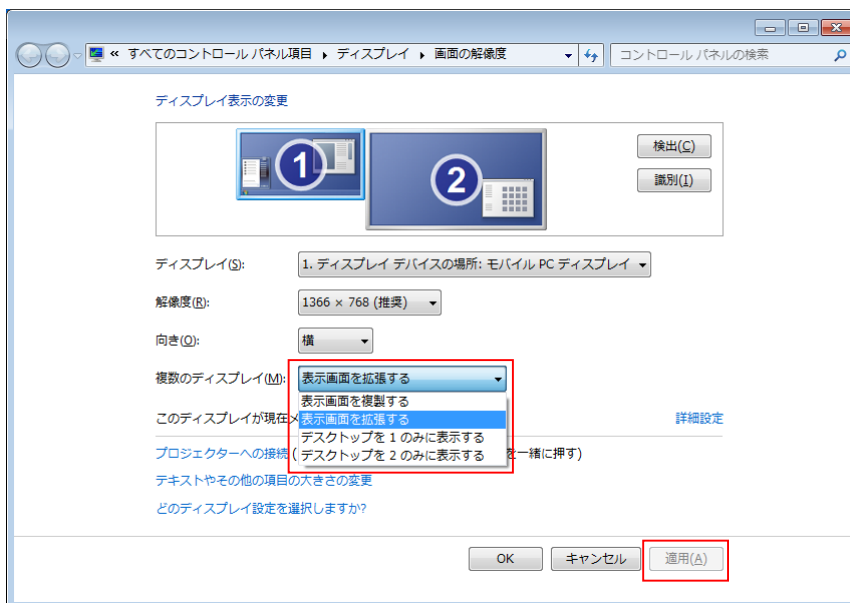 « すべてのコントロール パネル項目 ▸ ディスプレイ ▸ 画面の解像度
コントロール パネルの検索
ディスプレイ表示の変更
1
2
検出(C)
識別(I)
ディスプレイ(S):
1. ディスプレイ デバイスの場所: モバイル PC ディスプレイ
解像度(R):
1366 × 768 (推奨)
向き(O):
横
複数のディスプレイ(M):
表示画面を拡張する
表示画面を複製する
表示画面を拡張する
デスクトップを 1 のみに表示する
デスクトップを 2 のみに表示する
このディスプレイが現在
詳細設定
プロジェクターへの接続 (
を一緒に押す)
テキストやその他の項目の大きさの変更
どのディスプレイ設定を選択しますか?
OK
キャンセル
適用(A)